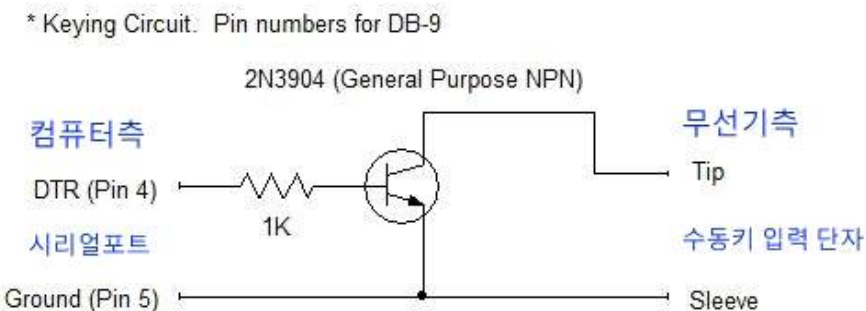 * Keying Circuit.  Pin numbers for DB-9
2N3904 (General Purpose NPN)
컴퓨터측
무선기측
DTR (Pin 4)
Tip
1K
시리얼포트
수동키 입력 단자
Ground (Pin 5)
Sleeve